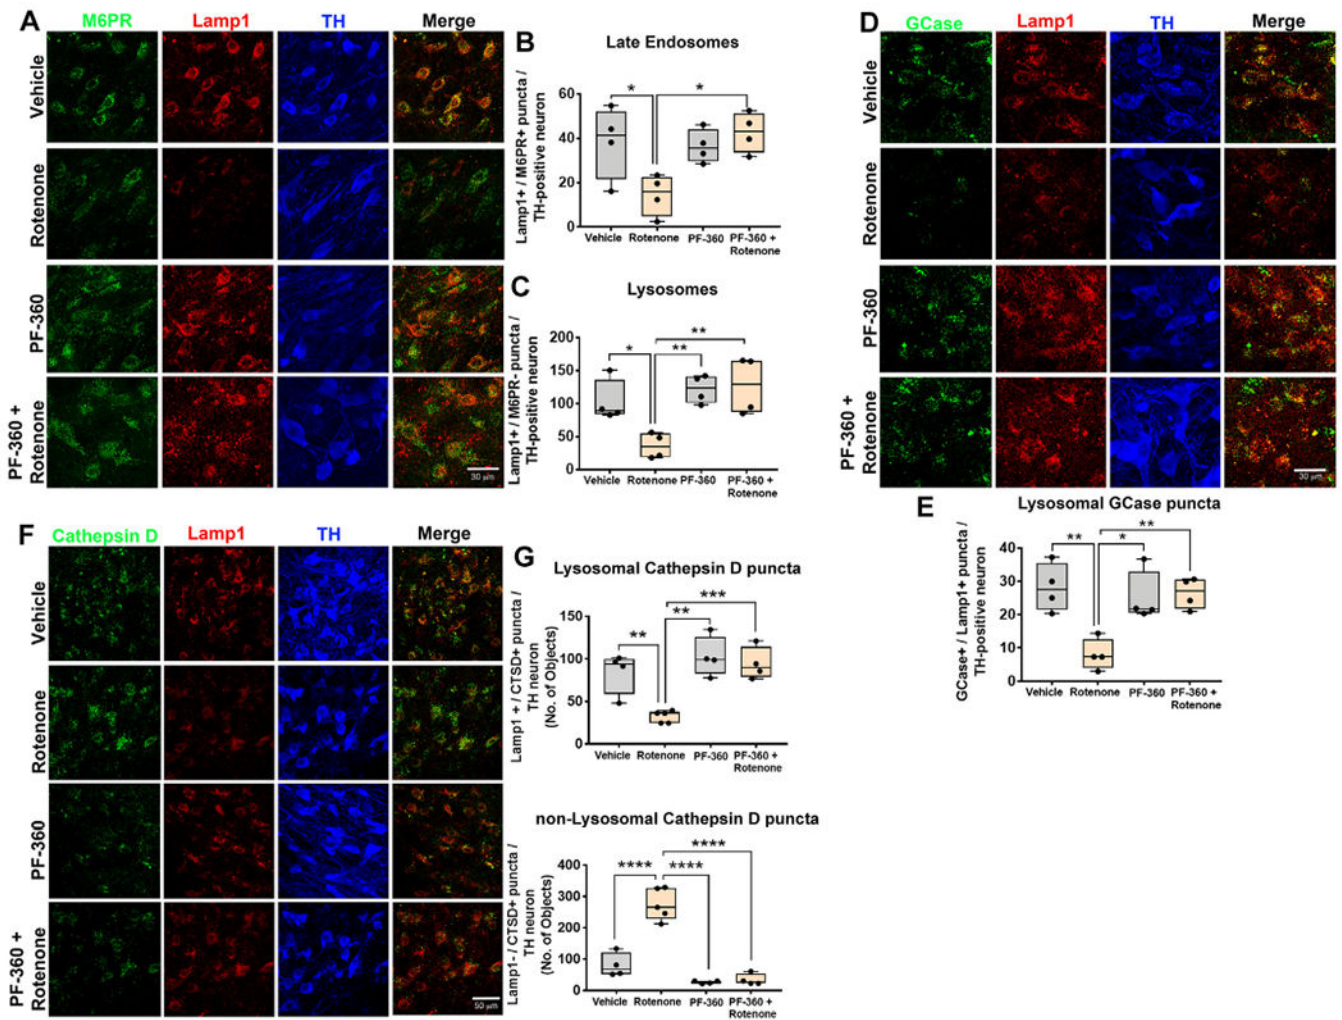 A
M6PR Lamp1 TH Merge
Vehicle
Rotenone
PF-360
PF-360 +
Rotenone
30 µm
B
Late Endosomes
Lamp1+ / M6PR+ puncta /
TH-positive neuron
60
40
20
0
* *
Vehicle Rotenone PF-360 PF-360 +
Rotenone
C
Lysosomes
Lamp1+ / M6PR- puncta /
TH-positive neuron
200
150
100
50
0
* ** **
Vehicle Rotenone PF-360 PF-360 +
Rotenone
D
GCase Lamp1 TH Merge
Vehicle
Rotenone
PF-360
PF-360 +
Rotenone
30 µm
E
Lysosomal GCase puncta
GCase+ / Lamp1+ puncta /
TH-positive neuron
40
30
20
10
0
** * **
Vehicle Rotenone PF-360 PF-360 +
Rotenone
F
Cathepsin D Lamp1 TH Merge
Vehicle
Rotenone
PF-360
PF-360 +
Rotenone
50 µm
G
Lysosomal Cathepsin D puncta
Lamp1 + / CTSD+ puncta /
TH neuron
(No. of Objects)
150
100
50
0
** ** ***
Vehicle Rotenone PF-360 PF-360 +
Rotenone
non-Lysosomal Cathepsin D puncta
Lamp1- / CTSD+ puncta /
TH neuron
(No. of Objects)
400
300
200
100
0
**** **** ****
Vehicle Rotenone PF-360 PF-360 +
Rotenone